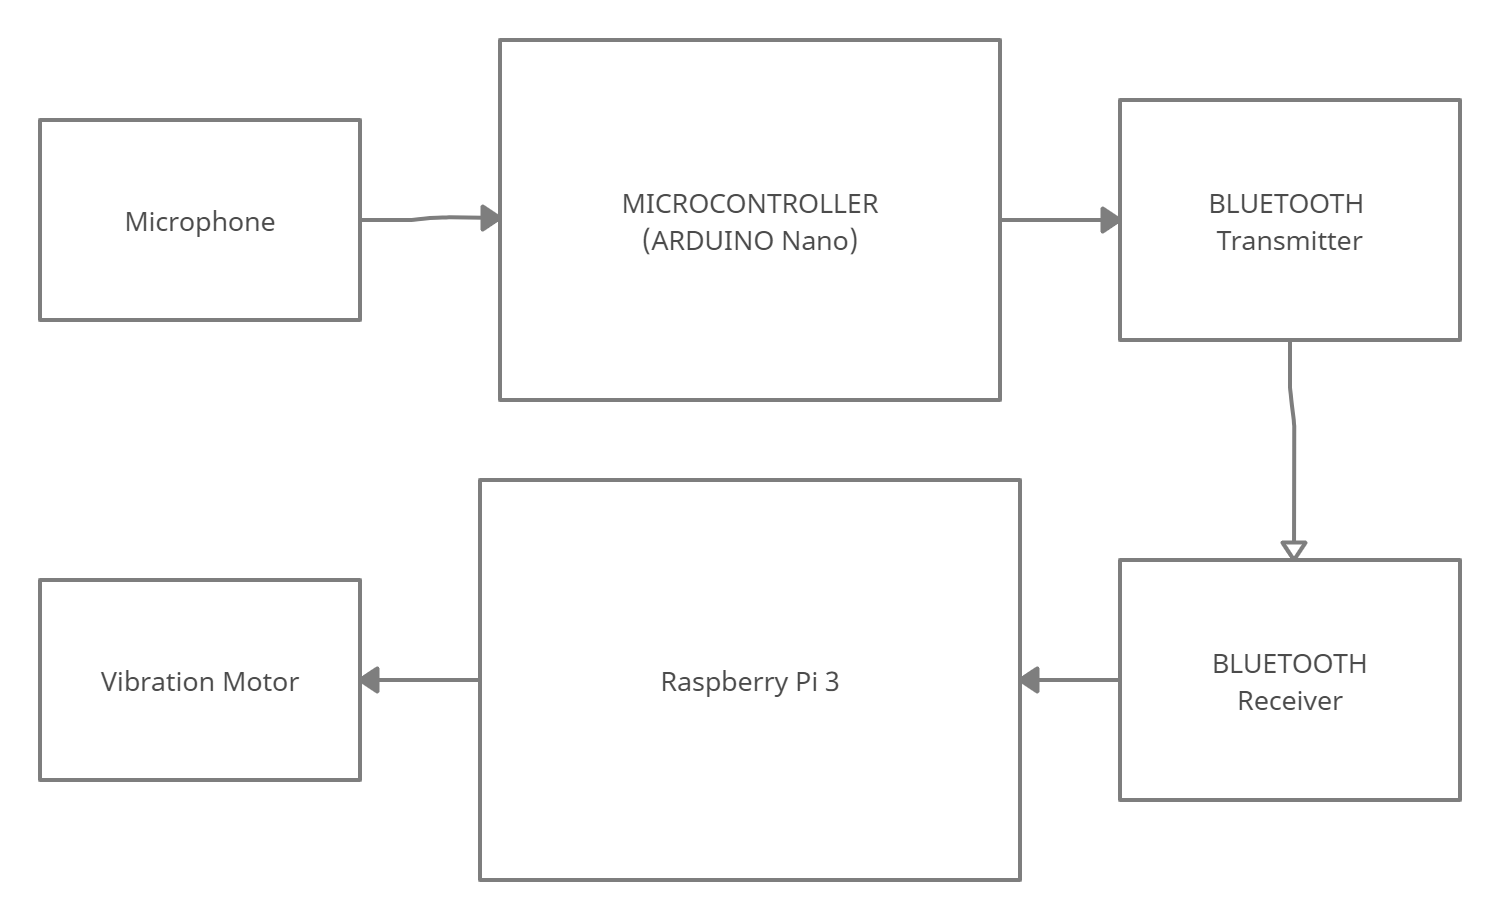 Microphone
MICROCONTROLLER
(ARDUINO Nano)
BLUETOOTH
Transmitter
Vibration Motor
Raspberry Pi 3
BLUETOOTH
Receiver